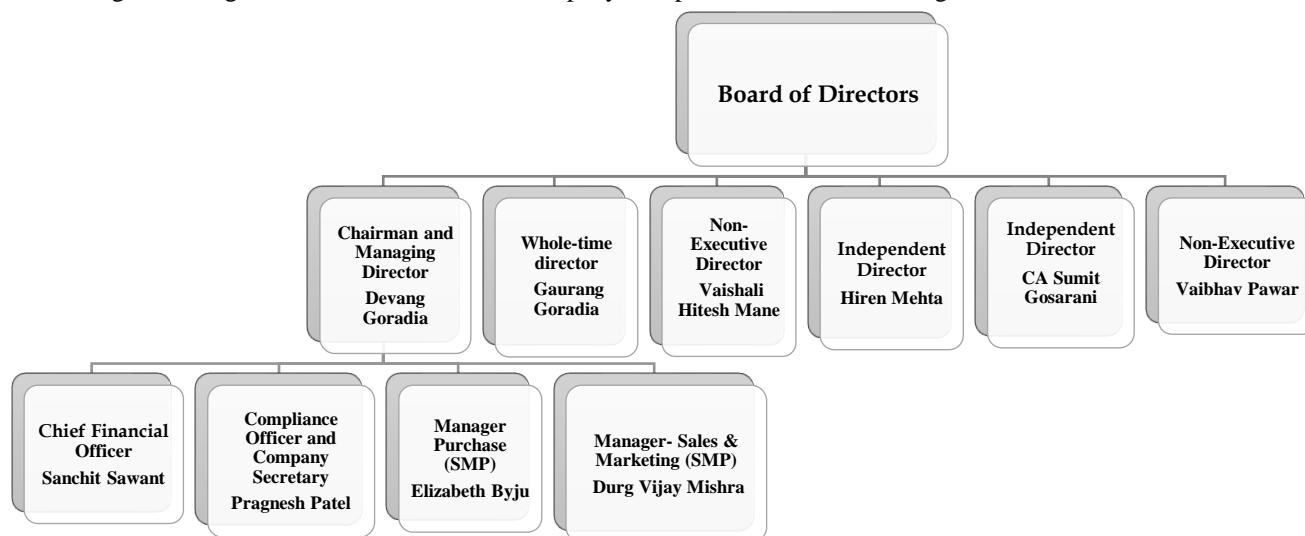 Board of Directors
Chairman and
Managing
Director
Devang
Goradia
Whole-time
director
Gaurang
Goradia
Non-
Executive
Director
Vaishali
Hitesh Mane
Independent
Director
Hiren Mehta
Independent
Director
CA Sumit
Gosarani
Non-Executive
Director
Vaibhav Pawar
Chief Financial
Officer
Sanchit Sawant
Compliance
Officer and
Company
Secretary
Pragnesh Patel
Manager
Purchase
(SMP)
Elizabeth Byju
Manager- Sales &
Marketing (SMP)
Durg Vijay Mishra